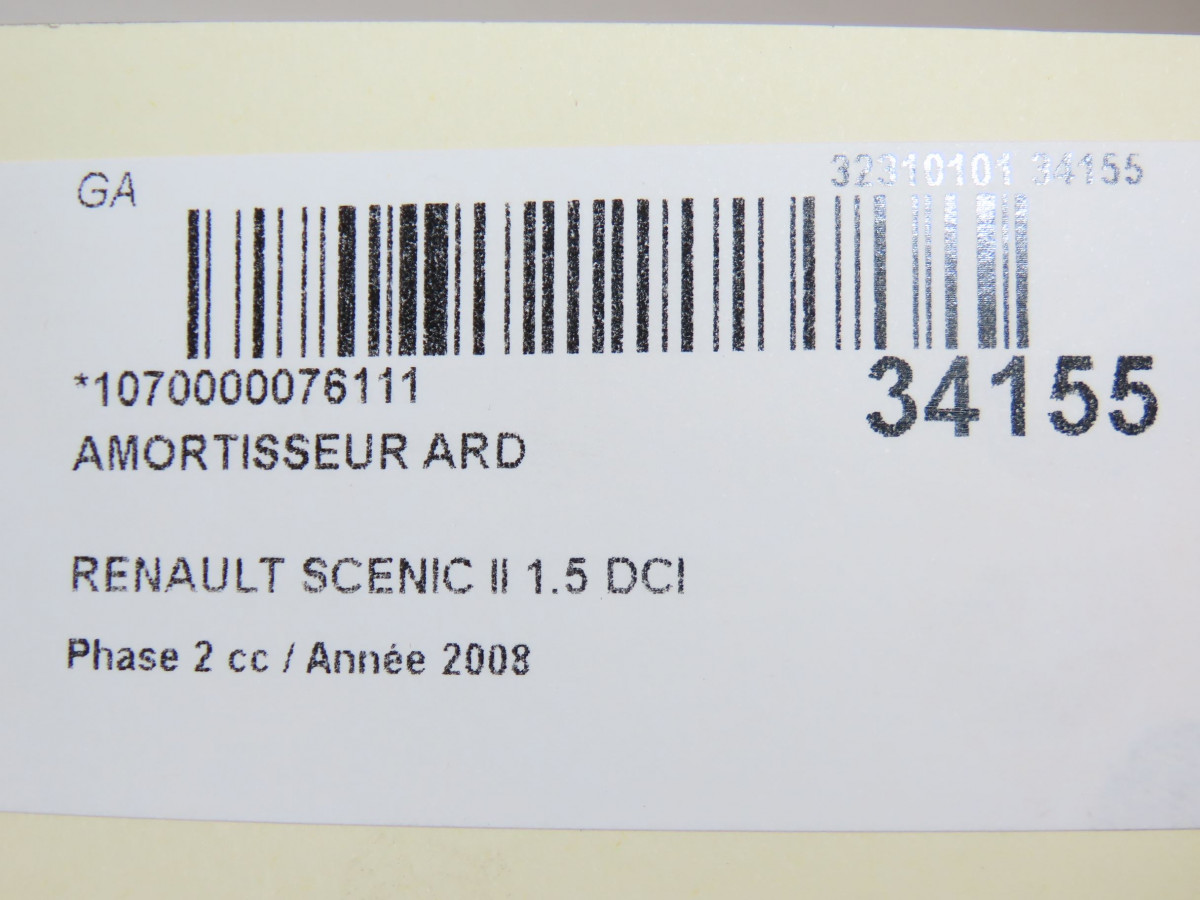 GA
32310101 34155
*1070000076111
34155
AMORTISSEUR ARD
RENAULT SCENIC II 1.5 DCI
Phase 2 cc / Année 2008